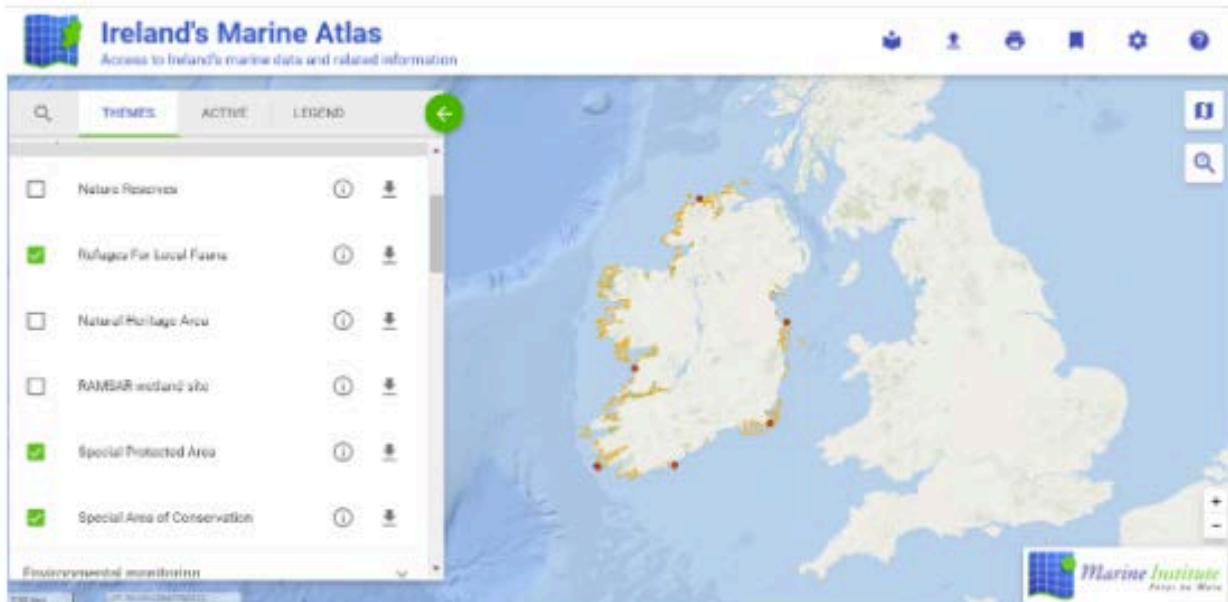 Ireland's Marine Atlas
Access to Ireland's marine data and related information
THEMES ACTIVE LEGEND
Nature Reserves
Refuges For Local Fauna
Natural Heritage Area
RAMSAR wetland site
Special Protected Area
Special Area of Conservation
Environmental monitoring
Marine Institute